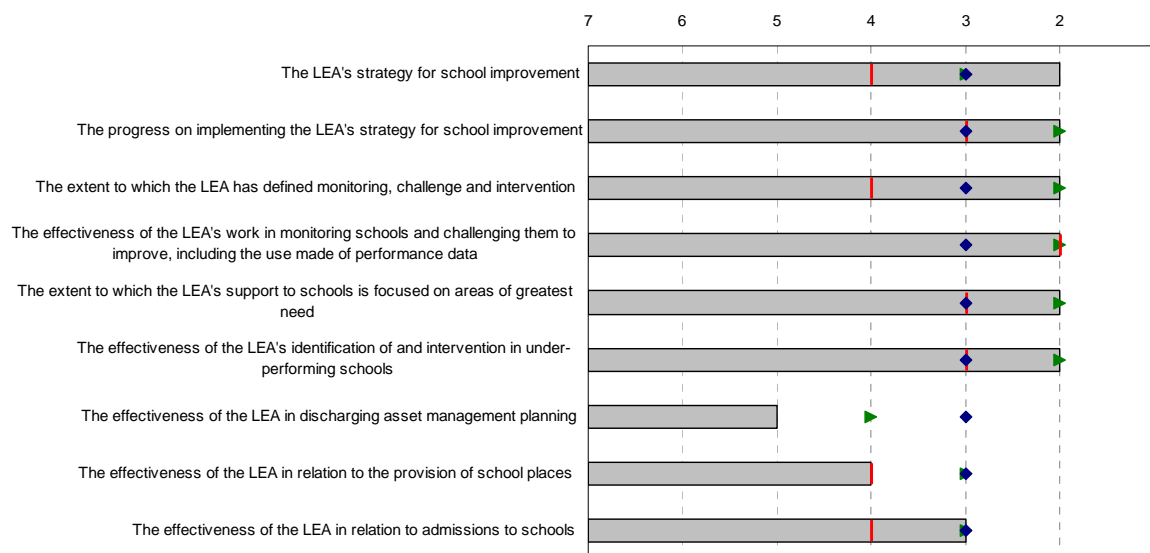 7 6 5 4 3 2
The LEA's strategy for school improvement
The progress on implementing the LEA's strategy for school improvement
The extent to which the LEA has defined monitoring, challenge and intervention
The effectiveness of the LEA's work in monitoring schools and challenging them to
improve, including the use made of performance data
The extent to which the LEA's support to schools is focused on areas of greatest
need
The effectiveness of the LEA's identification of and intervention in under-
performing schools
The effectiveness of the LEA in discharging asset management planning
The effectiveness of the LEA in relation to the provision of school places
The effectiveness of the LEA in relation to admissions to schools